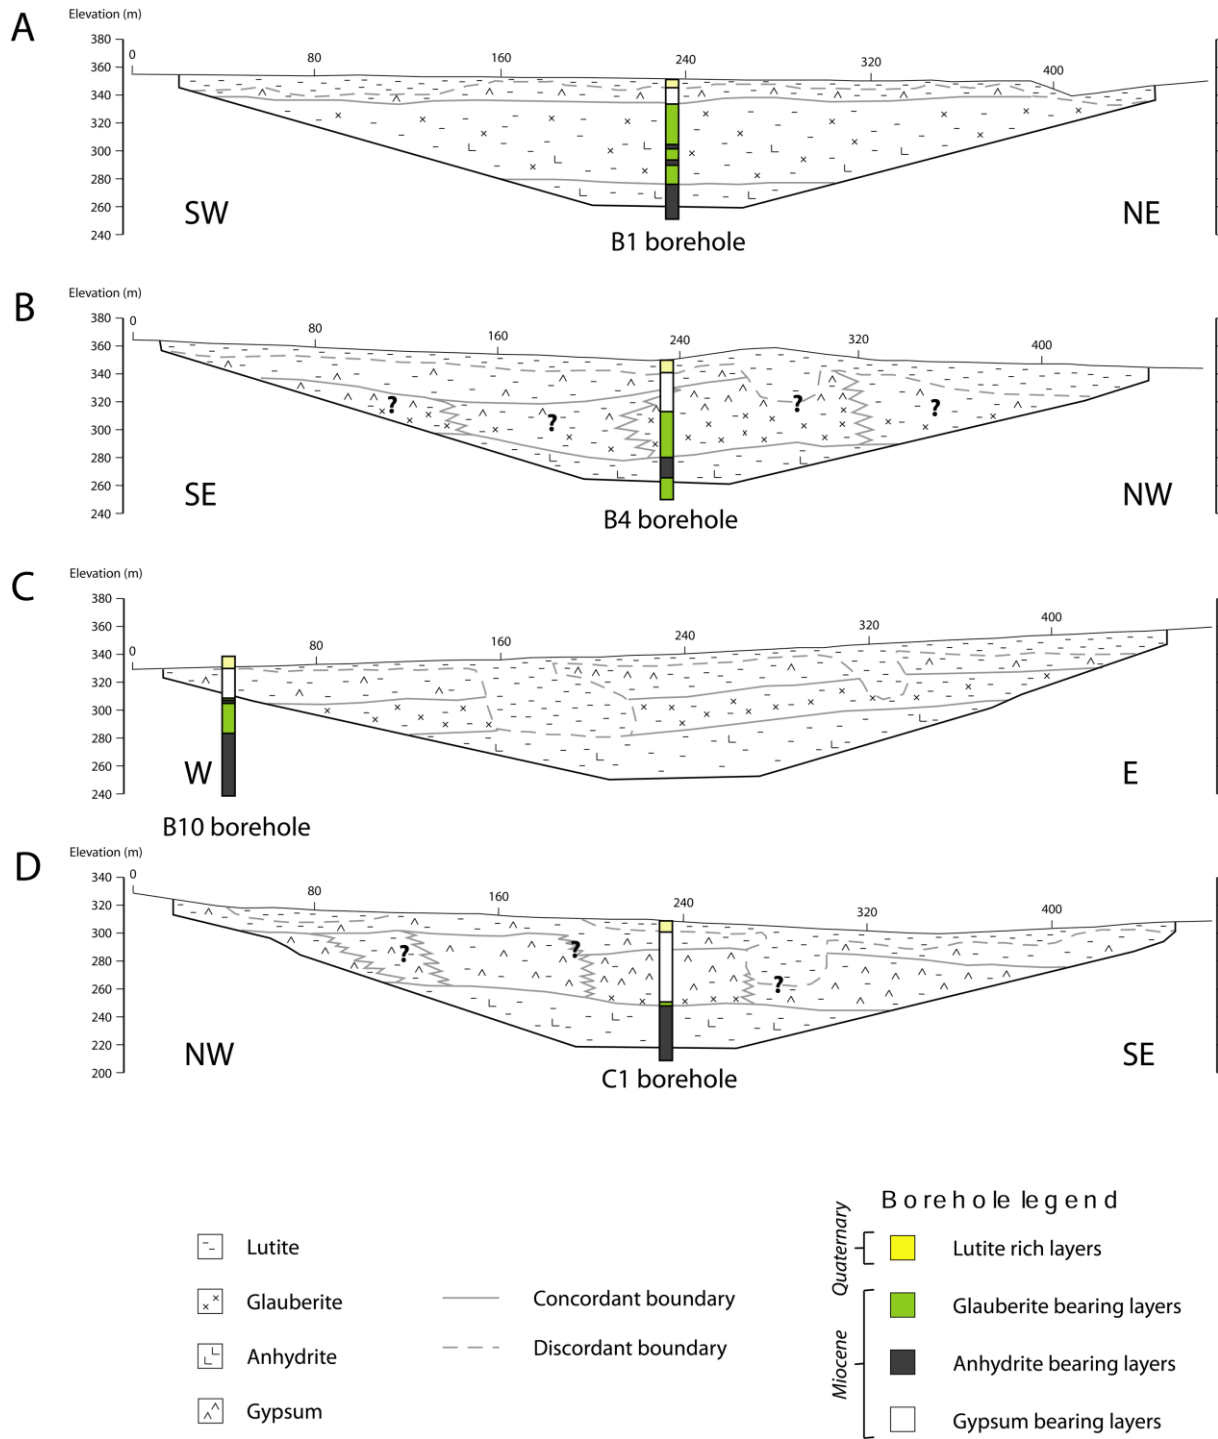 A
Elevation (m)
380
360
340
320
300
280
260
240
0
80
160
240
320
400
SW
NE
B1 borehole
B
Elevation (m)
380
360
340
320
300
280
260
240
0
80
160
240
320
400
?
?
?
?
SE
NW
B4 borehole
C
Elevation (m)
380
360
340
320
300
280
260
240
0
80
160
240
320
400
W
E
B10 borehole
D
Elevation (m)
340
320
300
280
260
240
220
200
0
80
160
240
320
400
?
?
?
NW
SE
C1 borehole
Lutite
Glauberite
Anhydrite
Gypsum
Concordant boundary
Discordant boundary
Borehole legend
Quaternary
Lutite rich layers
Miocene
Glauberite bearing layers
Anhydrite bearing layers
Gypsum bearing layers